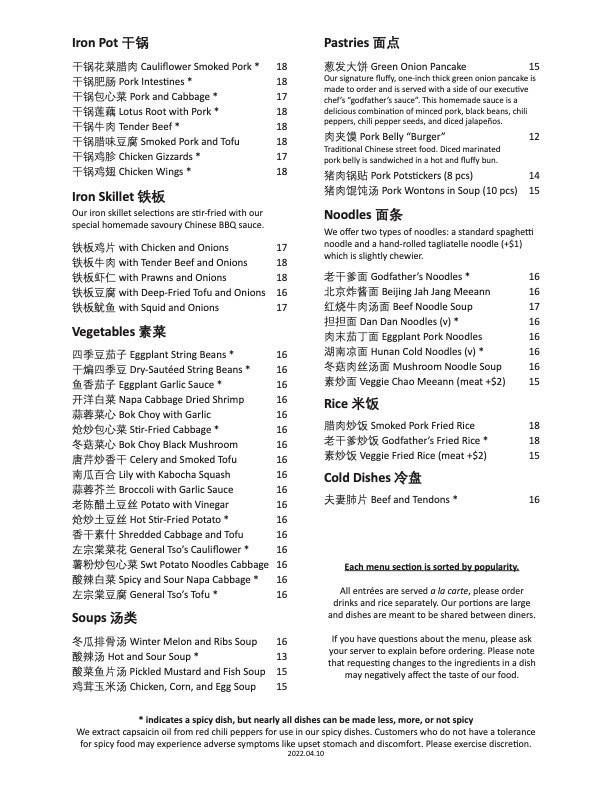 Iron Pot 干锅
干锅花菜腊肉 Cauliflower Smoked Pork * 18
干锅肥肠 Pork Intestines * 18
干锅包心菜 Pork and Cabbage * 17
干锅莲藕 Lotus Root with Pork * 18
干锅牛肉 Tender Beef * 18
干锅腊味豆腐 Smoked Pork and Tofu 18
干锅鸡胗 Chicken Gizzards * 17
干锅鸡翅 Chicken Wings * 18
Iron Skillet 铁板
Our iron skillet selections are stir-fried with our
special homemade savoury Chinese BBQ sauce.
铁板鸡片 with Chicken and Onions 17
铁板牛肉 with Tender Beef and Onions 18
铁板虾仁 with Prawns and Onions 18
铁板豆腐 with Deep-Fried Tofu and Onions 16
铁板鱿鱼 with Squid and Onions 17
Vegetables 素菜
四季豆茄子 Eggplant String Beans * 16
干煸四季豆 Dry-Sautéed String Beans * 16
鱼香茄子 Eggplant Garlic Sauce * 16
开洋白菜 Napa Cabbage Dried Shrimp 16
蒜蓉菜心 Bok Choy with Garlic 16
炝炒包心菜 Stir-Fried Cabbage * 16
冬菇菜心 Bok Choy Black Mushroom 16
唐芹炒香干 Celery and Smoked Tofu 16
南瓜百合 Lily with Kabocha Squash 16
蒜蓉芥兰 Broccoli with Garlic Sauce 16
老陈醋土豆丝 Potato with Vinegar 16
炝炒土豆丝 Hot Stir-Fried Potato * 16
香干素什 Shredded Cabbage and Tofu 16
左宗棠菜花 General Tso's Cauliflower * 16
薯粉炒包心菜 Swt Potato Noodles Cabbage 16
酸辣白菜 Spicy and Sour Napa Cabbage * 16
左宗棠豆腐 General Tso's Tofu * 16
Soups 汤类
冬瓜排骨汤 Winter Melon and Ribs Soup 16
酸辣汤 Hot and Sour Soup * 13
酸菜鱼片汤 Pickled Mustard and Fish Soup 15
鸡茸玉米汤 Chicken, Corn, and Egg Soup 15
Pastries 面点
葱发大饼 Green Onion Pancake 15
Our signature fluffy, one-inch thick green onion pancake is
made to order and is served with a side of our executive
chef's "godfather's sauce". This homemade sauce is a
delicious combination of minced pork, black beans, chili
peppers, chili pepper seeds, and diced jalapeños.
肉夹馍 Pork Belly "Burger" 12
Traditional Chinese street food. Diced marinated
pork belly is sandwiched in a hot and fluffy bun.
猪肉锅贴 Pork Potstickers (8 pcs) 14
猪肉馄饨汤 Pork Wontons in Soup (10 pcs) 15
Noodles 面条
We offer two types of noodles: a standard spaghetti
noodle and a hand-rolled tagliatelle noodle (+$1)
which is slightly chewier.
老干爹面 Godfather's Noodles * 16
北京炸酱面 Beijing Jah Jang Meeann 16
红烧牛肉汤面 Beef Noodle Soup 17
担担面 Dan Dan Noodles (v) * 16
肉末茄丁面 Eggplant Pork Noodles 16
湖南凉面 Hunan Cold Noodles (v) * 16
冬菇肉丝汤面 Mushroom Noodle Soup 16
素炒面 Veggie Chao Meeann (meat +$2) 15
Rice 米饭
腊肉炒饭 Smoked Pork Fried Rice 18
老干爹炒饭 Godfather's Fried Rice * 18
素炒饭 Veggie Fried Rice (meat +$2) 15
Cold Dishes 冷盘
夫妻肺片 Beef and Tendons * 16
Each menu section is sorted by popularity.
All entrées are served a la carte, please order
drinks and rice separately. Our portions are large
and dishes are meant to be shared between diners.
If you have questions about the menu, please ask
your server to explain before ordering. Please note
that requesting changes to the ingredients in a dish
may negatively affect the taste of our food.
* indicates a spicy dish, but nearly all dishes can be made less, more, or not spicy
We extract capsaicin oil from red chili peppers for use in our spicy dishes. Customers who do not have a tolerance
for spicy food may experience adverse symptoms like upset stomach and discomfort. Please exercise discretion.
2022.04.10